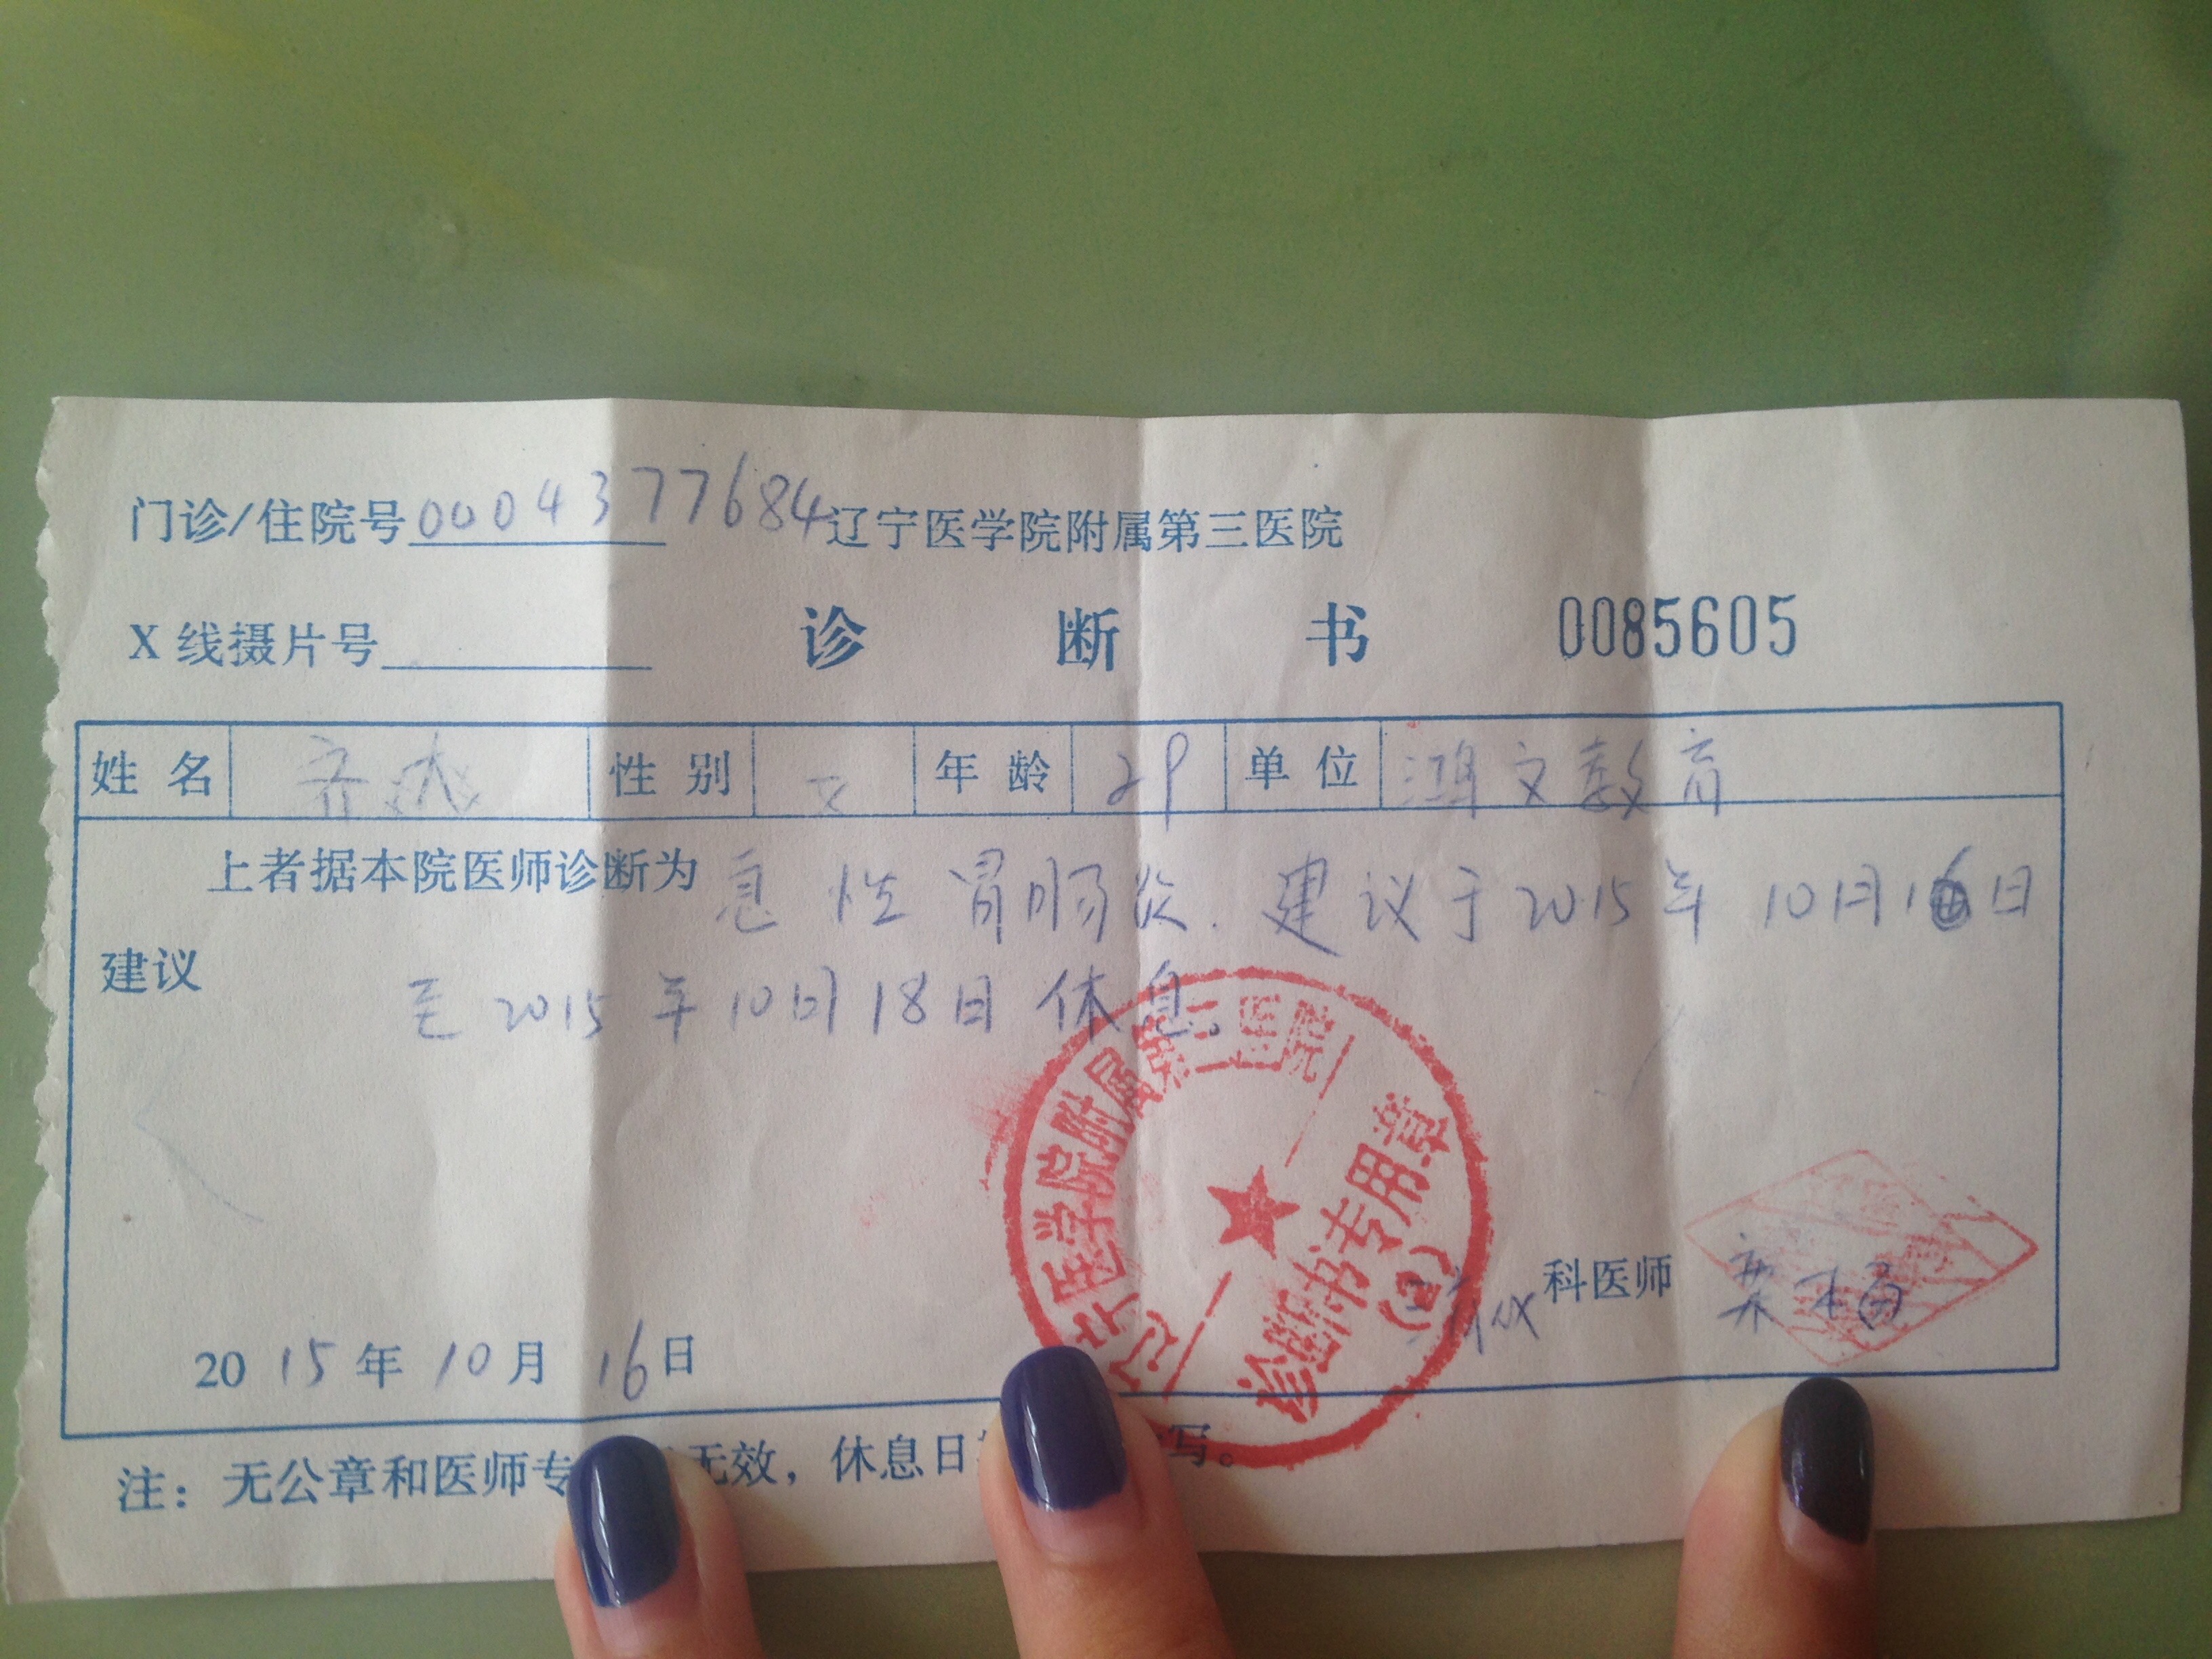 门诊/住院号0004377684辽宁医学院附属第三医院
X线摄片号 诊断书 0085605
姓名 齐 性别 女 年龄 29 单位 鸿文教育
上者据本院医师诊断为 急性胃肠炎.建议于2015年10月16日
建议 至2015年10月18日休息。
辽宁医学院附属第三医院
诊断书专用章
科医师
2015年10月16日
注：无公章和医师专 无效，休息日 写。